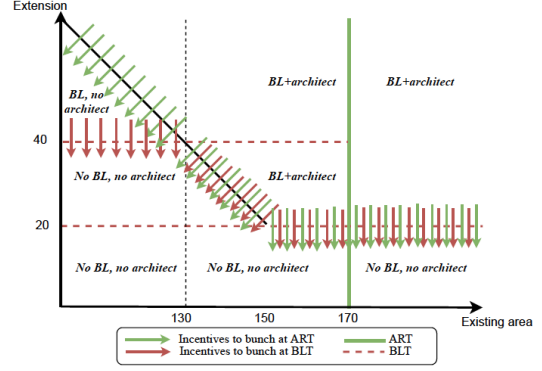 Extension
BL+architect
BL+architect
BL, no
architect
40
No BL, no architect
BL+architect
20
No BL, no architect
No BL, no architect
No BL, no architect
130
150
170
Existing area
Incentives to bunch at ART
ART
Incentives to bunch at BLT
BLT